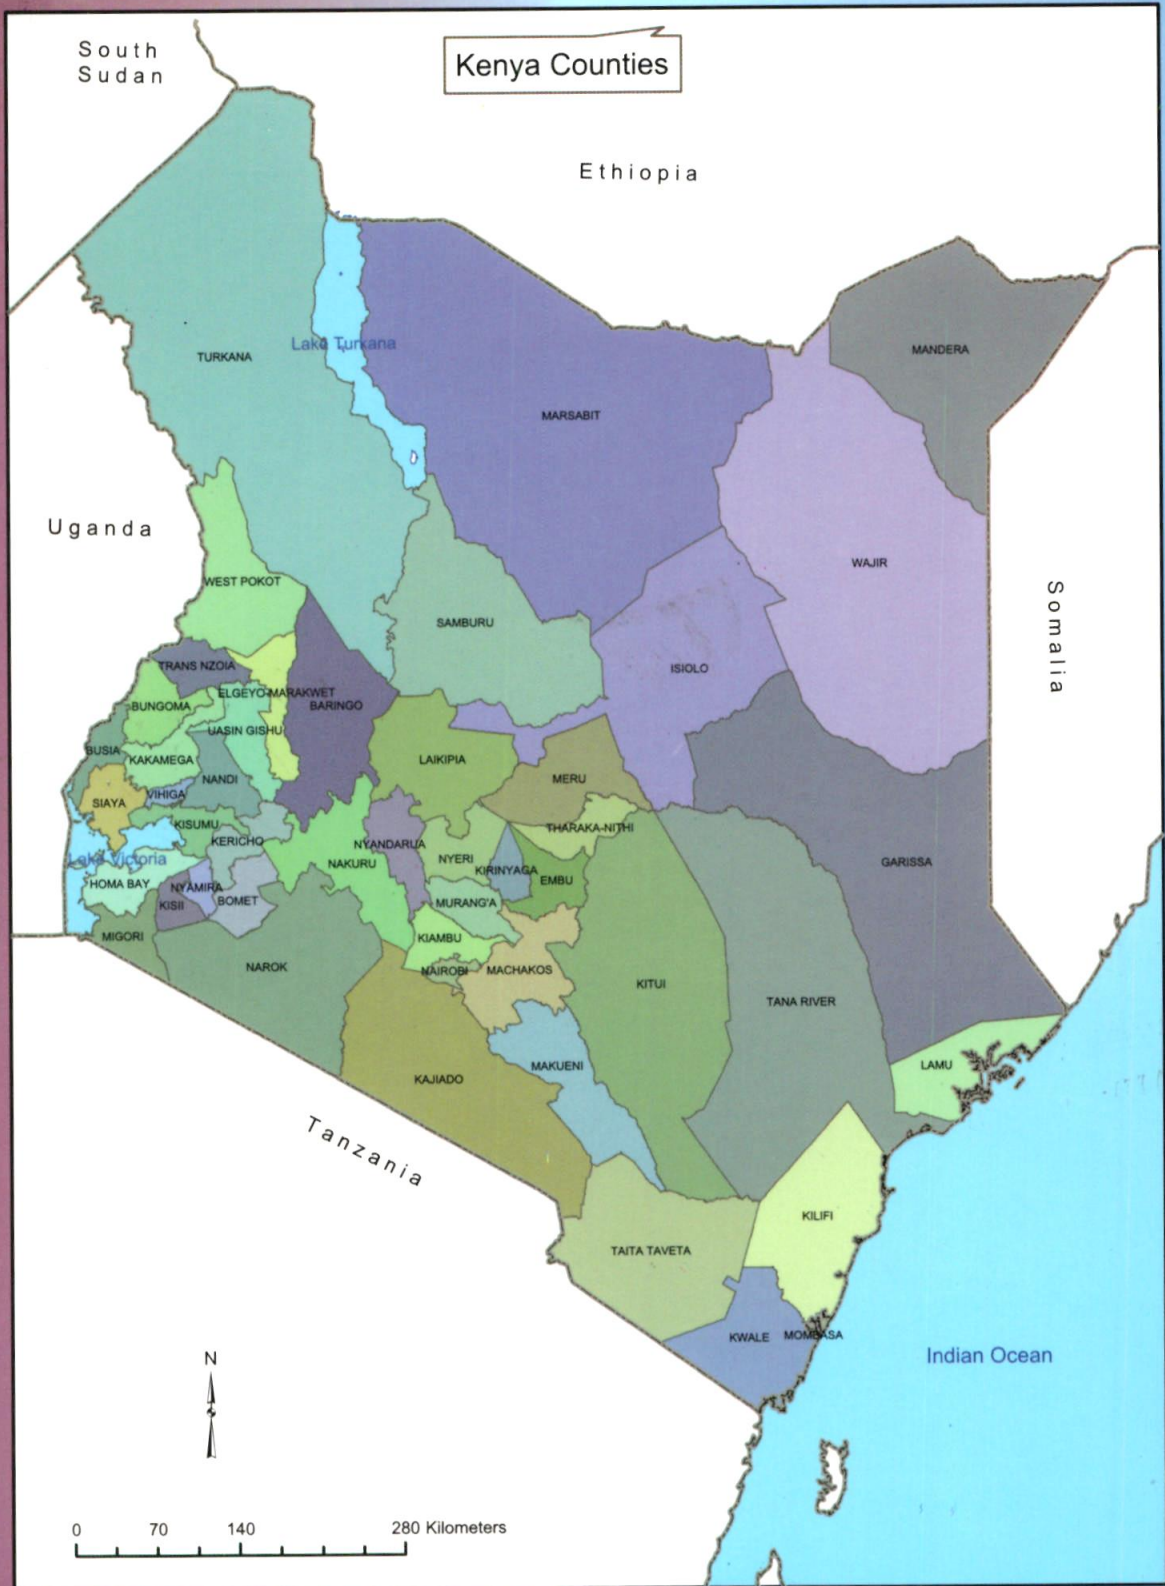 Kenya Counties
South
Sudan
Ethiopia
Lake Turkana
TURKANA
MANDERA
MARSABIT
Uganda
WAJIR
Somalia
WEST POKOT
SAMBURU
TRANS NZOIA
ISIOLO
ELGEYO-MARAKWET
BUNGOMA
BARINGO
UASIN GISHU
BUSIA
KAKAMEGA
LAIKIPIA
NANDI
MERU
VIHIGA
SIAYA
KISUMU
THARAKA-NITHI
KERICHO
NYANDARUA
Lake Victoria
NYERI
NAKURU
GARISSA
KIRINYAGA
HOMA BAY
NYAMIRA
EMBU
KISII
BOMET
MURANG'A
MIGORI
KIAMBU
NAROK
NAIROBI
MACHAKOS
KITUI
TANA RIVER
MAKUENI
LAMU
KAJIADO
Tanzania
KILIFI
TAITA TAVETA
KWALE
MOMBASA
Indian Ocean
N
0 70 140 280 Kilometers